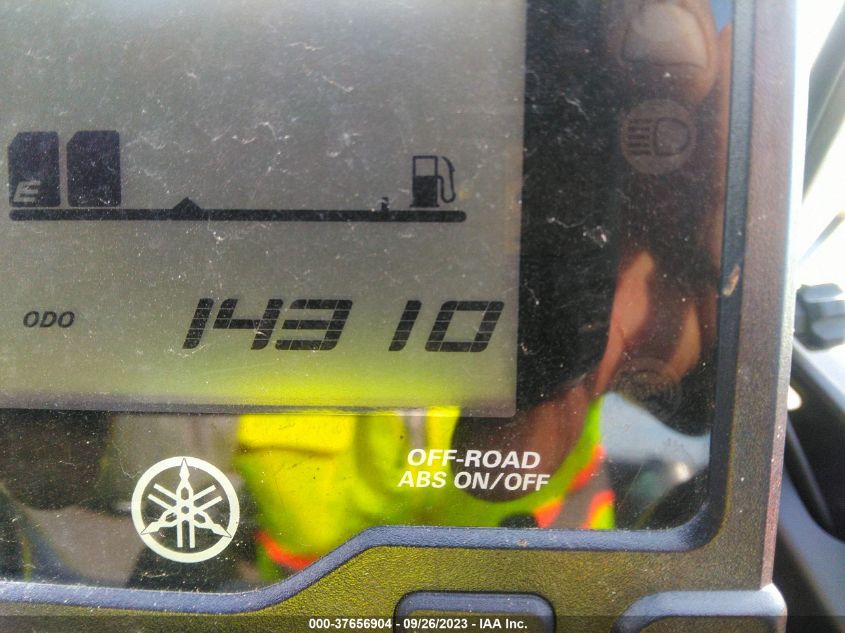 E
ODO 14310
OFF-ROAD
ABS ON/OFF
000-37656904 - 09/26/2023 - IAA Inc.